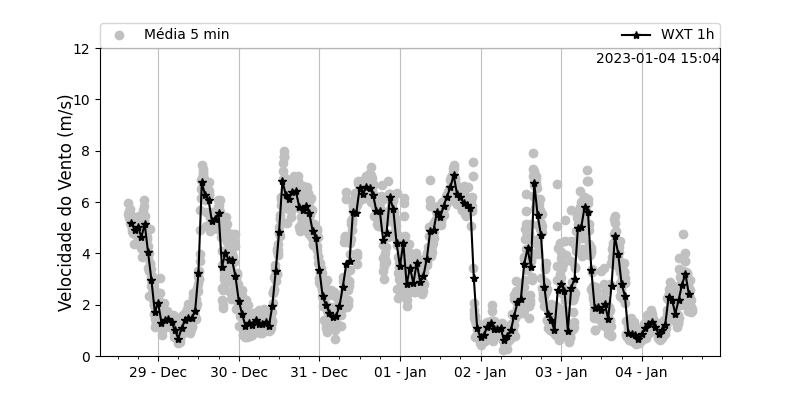 Média 5 min
WXT 1h
2023-01-04 15:04
Velocidade do Vento (m/s)
12
10
8
6
4
2
0
29 - Dec
30 - Dec
31 - Dec
01 - Jan
02 - Jan
03 - Jan
04 - Jan